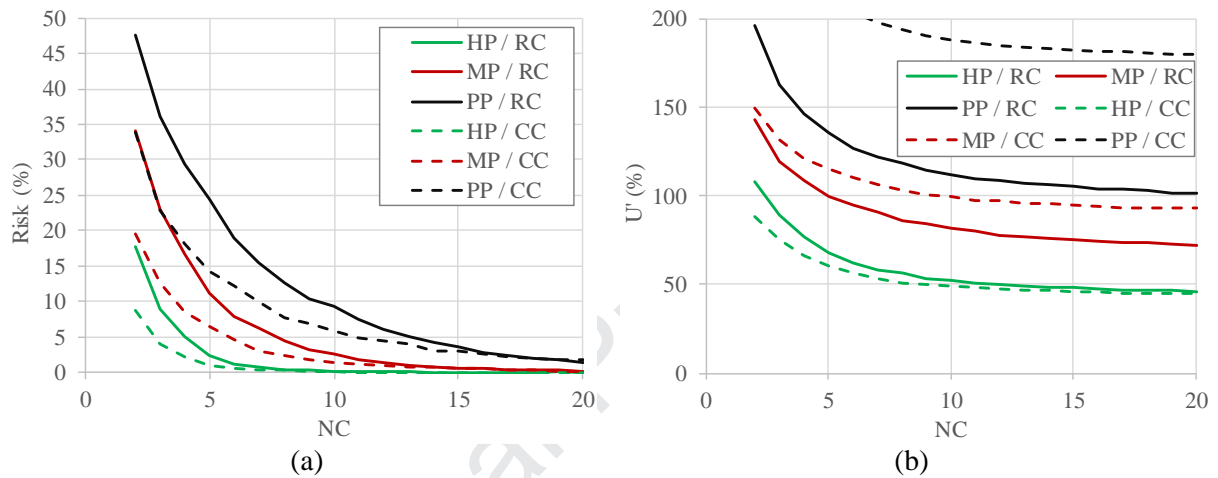 50
45
40
35
30
25
20
15
10
5
0
Risk (%)
0 5 10 15 20
NC
HP / RC
MP / RC
PP / RC
HP / CC
MP / CC
PP / CC
(a)
200
150
100
50
0
U' (%)
0 5 10 15 20
NC
HP / RC MP / RC
PP / RC HP / CC
MP / CC PP / CC
(b)